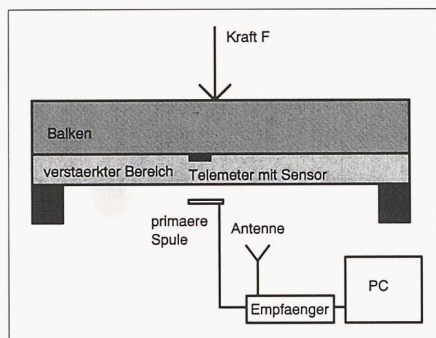 Kraft F
Balken
verstaerkter Bereich
Telemeter mit Sensor
primaere
Spule
Antenne
Empfaenger
PC